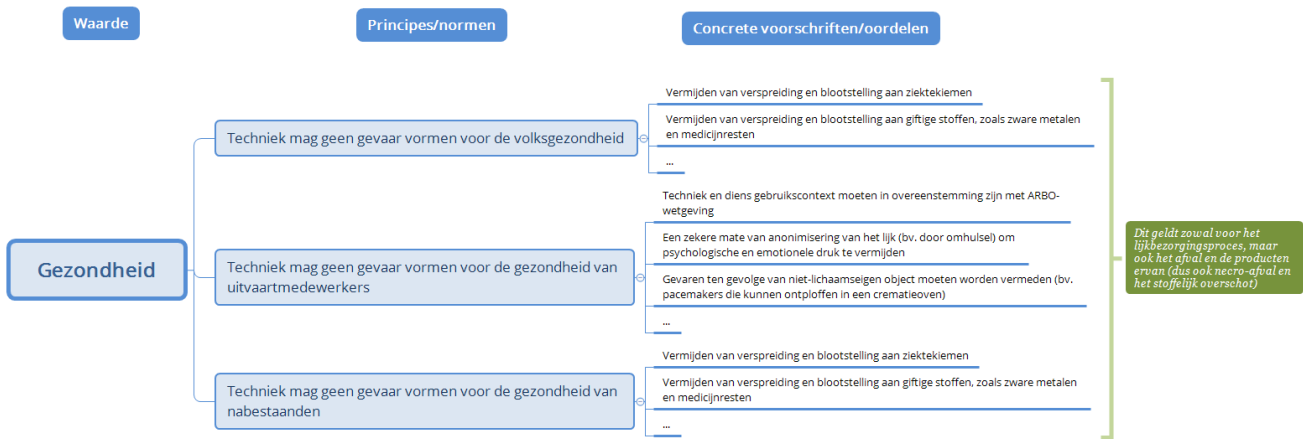 Waarde
Principes/normen
Concrete voorschriften/oordelen
Gezondheid
Techniek mag geen gevaar vormen voor de volksgezondheid
Vermijden van verspreiding en blootstelling aan ziektekiemen
Vermijden van verspreiding en blootstelling aan giftige stoffen, zoals zware metalen
en medicijnresten
...
Techniek mag geen gevaar vormen voor de gezondheid van
uitvaartmedewerkers
Techniek en diens gebruikscontext moeten in overeenstemming zijn met ARBO-
wetgeving
Een zekere mate van anonimisering van het lijk (bv. door omhulsel) om
psychologische en emotionele druk te vermijden
Gevaren ten gevolge van niet-lichaamseigen object moeten worden vermeden (bv.
pacemakers die kunnen ontploffen in een crematieoven)
...
Techniek mag geen gevaar vormen voor de gezondheid van
nabestaanden
Vermijden van verspreiding en blootstelling aan ziektekiemen
Vermijden van verspreiding en blootstelling aan giftige stoffen, zoals zware metalen
en medicijnresten
...
Dit geldt zowal voor het
lijkbezorgingsproces, maar
ook het afval en de producten
ervan (dus ook necro-afval en
het stoffelijk overschot)